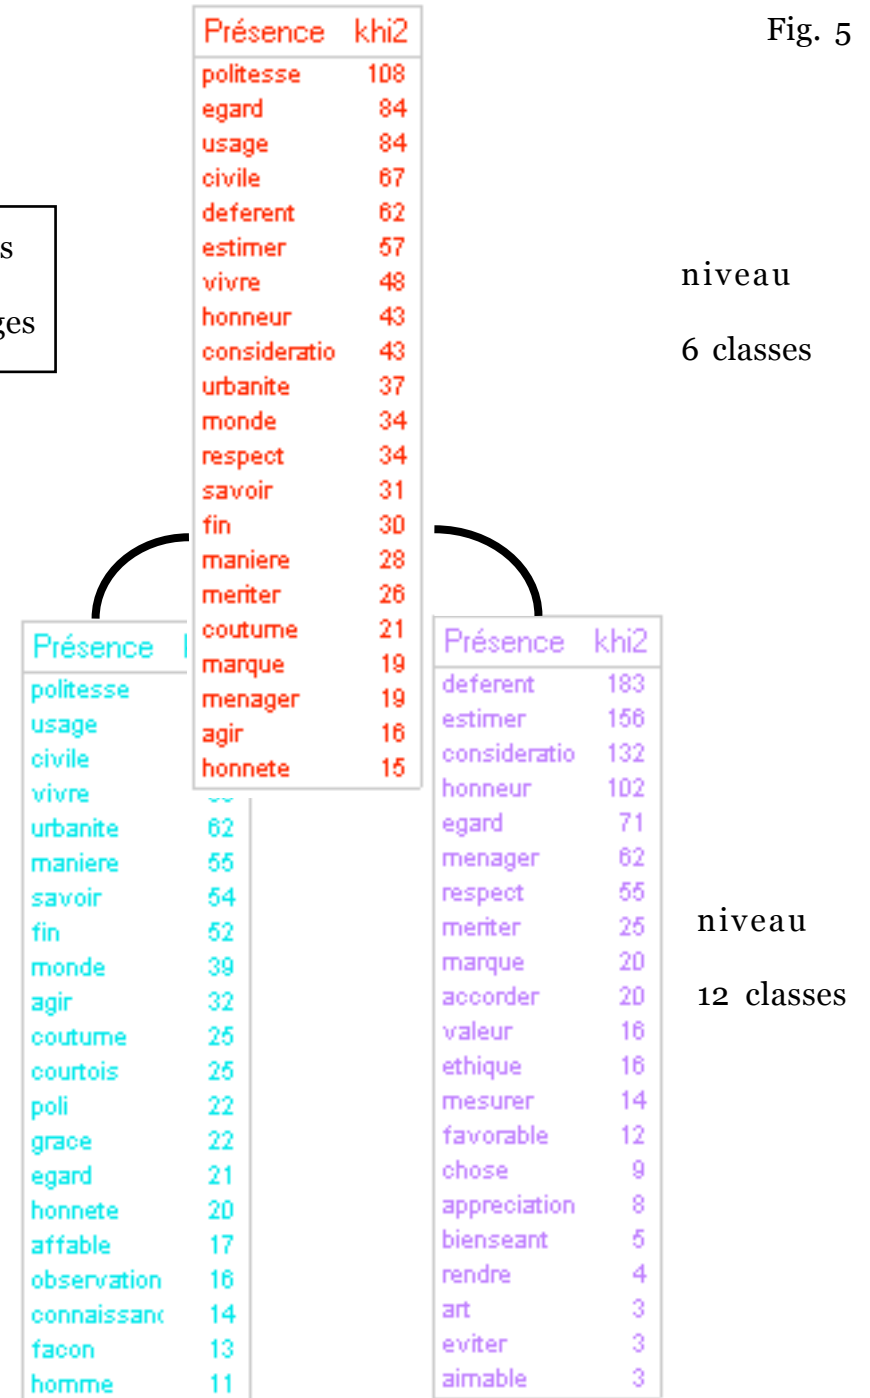 Fig. 5
Présence khi2
politesse 108
egard 84
usage 84
civile 67
deferent 62
estimer 57
vivre 48
honneur 43
consideratio 43
urbanite 37
monde 34
respect 34
savoir 31
fin 30
maniere 28
meriter 26
coutume 21
marque 19
menager 19
agir 16
honnete 15
s
ges
niveau
6 classes
Présence
politesse
usage
civile
vivre
urbanite 62
maniere 55
savoir 54
fin 52
monde 39
agir 32
coutume 25
courtois 25
poli 22
grace 22
egard 21
honnete 20
affable 17
observation 16
connaissanc 14
facon 13
homme 11
Présence khi2
deferent 183
estimer 156
consideratio 132
honneur 102
egard 71
menager 62
respect 55
meriter 25
marque 20
accorder 20
valeur 16
ethique 16
mesurer 14
favorable 12
chose 9
appreciation 8
bienseant 5
rendre 4
art 3
eviter 3
aimable 3
niveau
12 classes